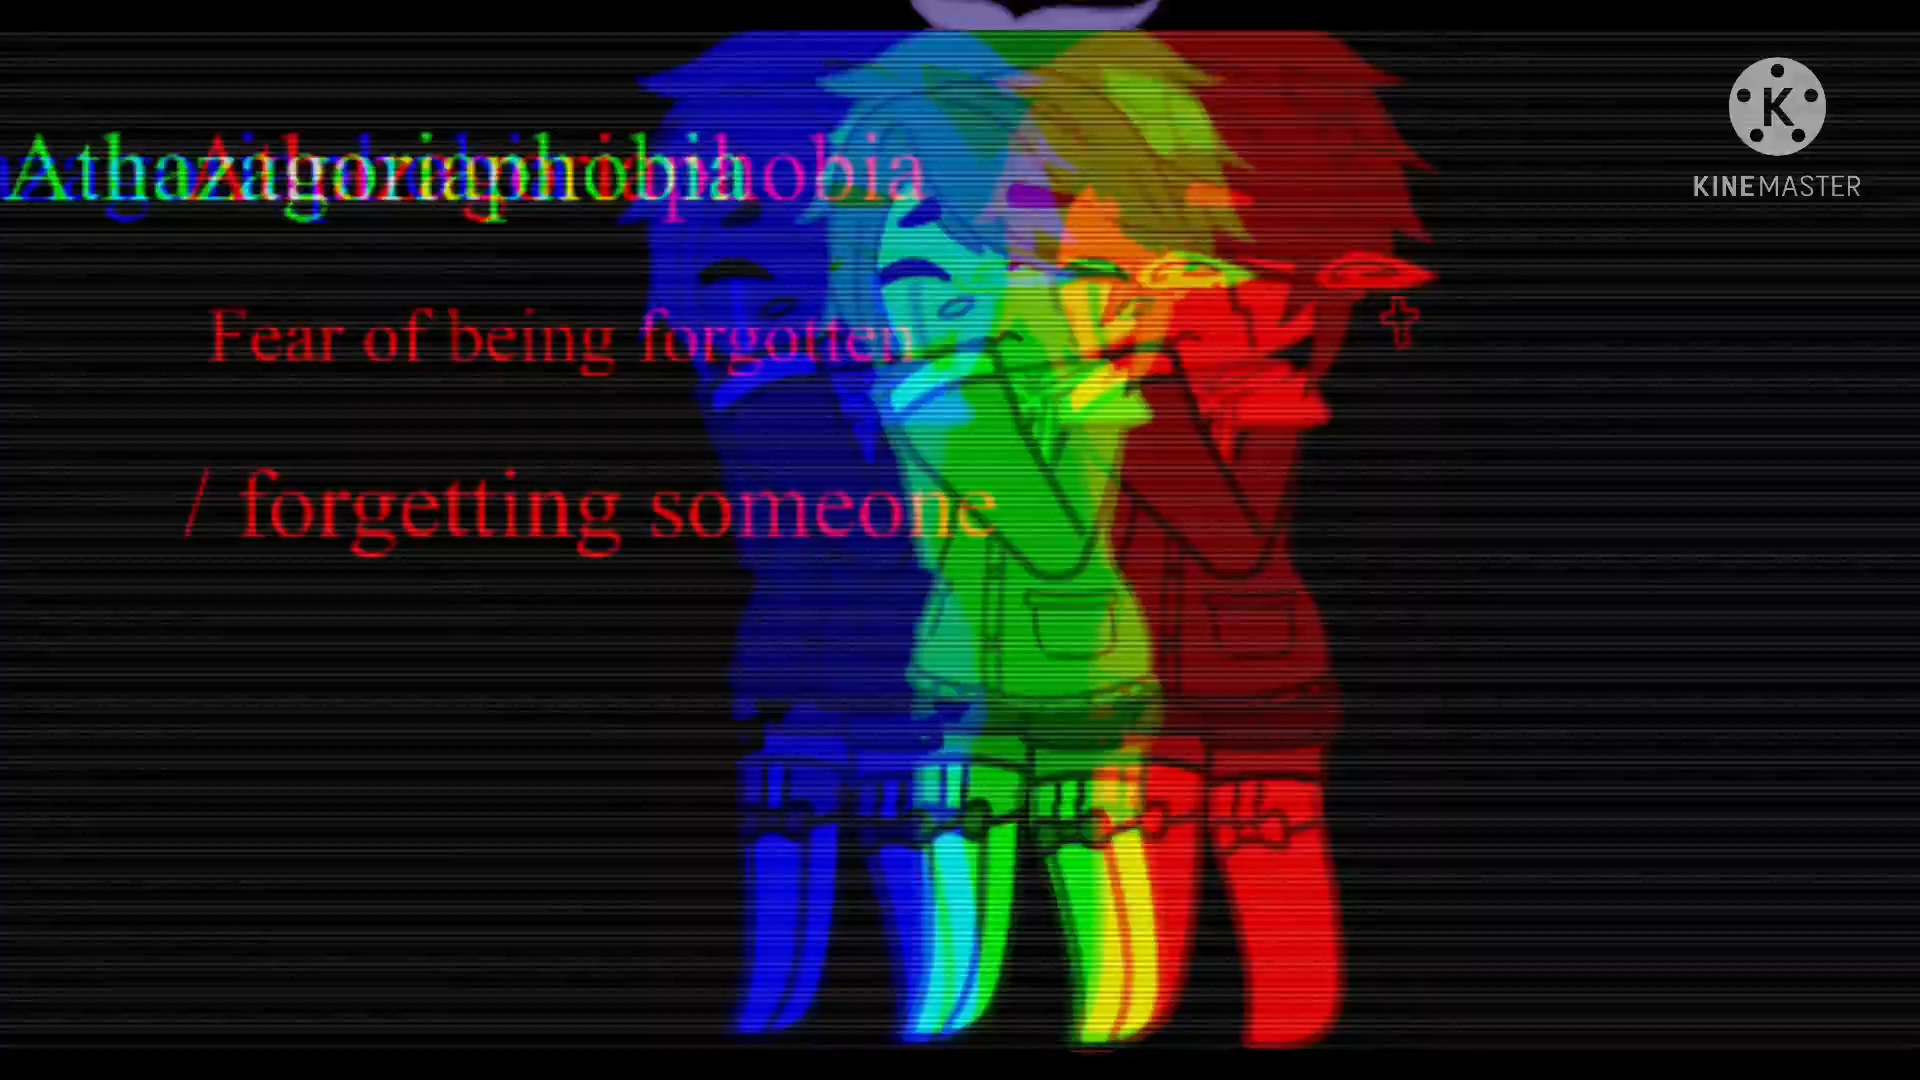 Athazagoraphobia
Fear of being forgotten
/ forgetting someone
K
KINEMASTER